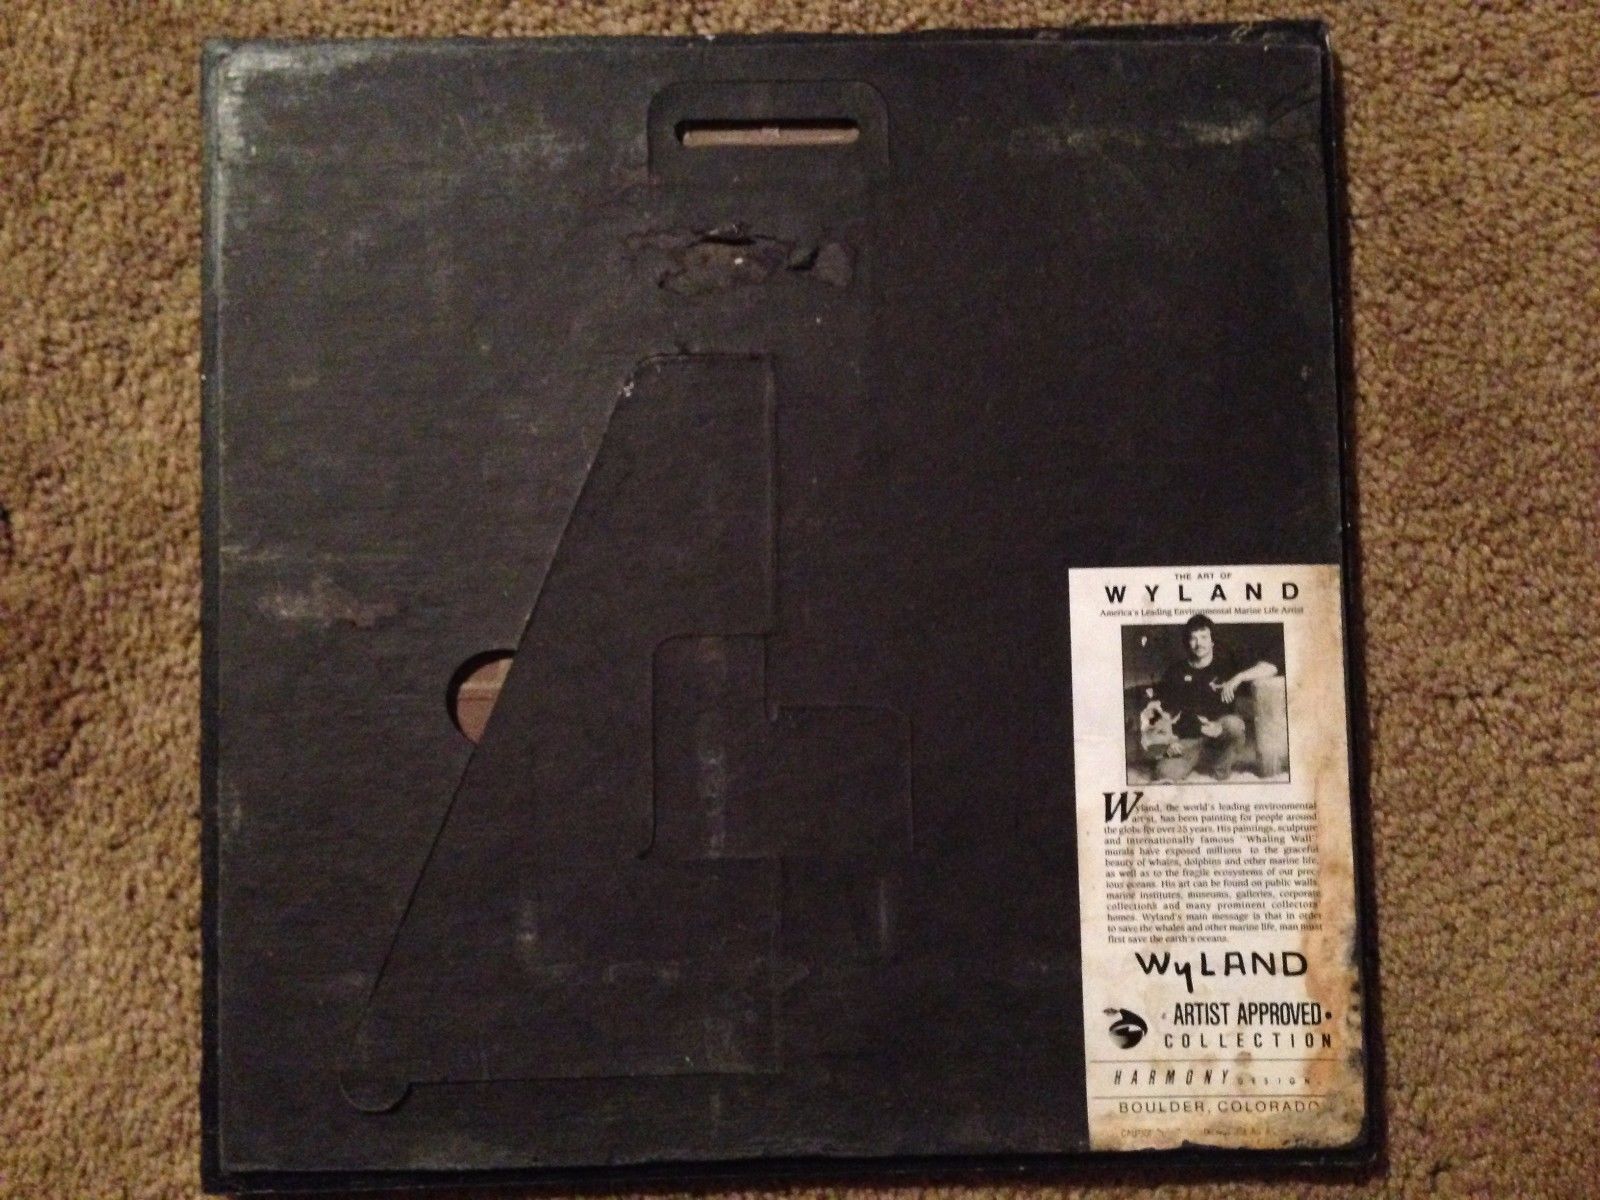 THE ART OF
WYLAND
America's Leading Environmental Marine Life Artist
Wyland, the world's leading environmental
artist, has been painting for people around
the globe for over 25 years. His paintings, sculpture
and internationally famous "Whaling Wall"
murals have exposed millions to the graceful
beauty of whales, dolphins and other marine life,
as well as to the fragile ecosystems of our prec-
ious oceans. His art can be found on public walls,
marine institutes, museums, galleries, corporate
collections and many prominent collectors
homes. Wyland's main message is that in order
to save the whales and other marine life, man must
first save the earth's oceans.
WyLAND
• ARTIST APPROVED •
COLLECTION
HARMONY DESIGN
BOULDER, COLORADO